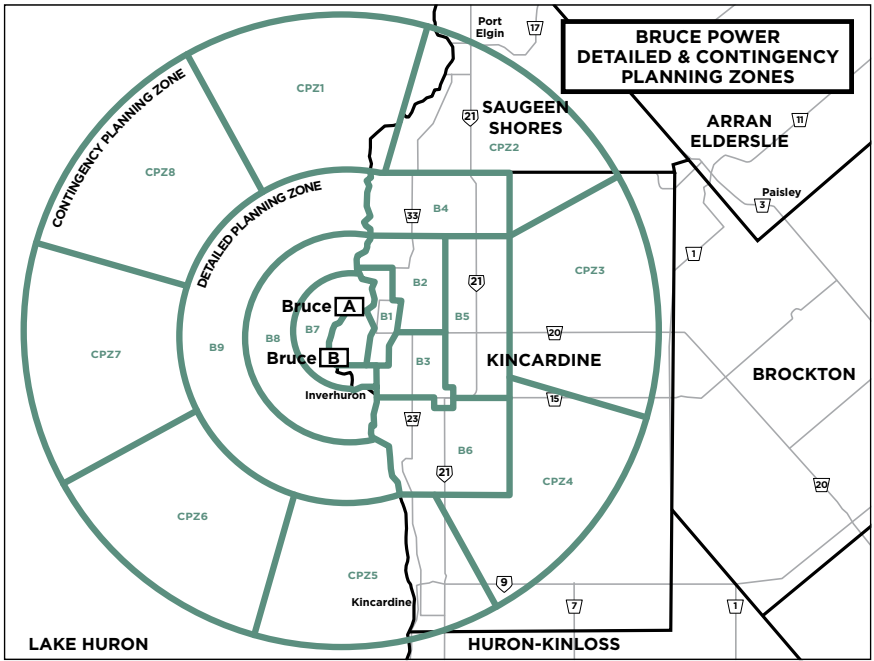 BRUCE POWER
DETAILED & CONTINGENCY
PLANNING ZONES
Port
Elgin
17
CPZ1
CONTINGENCY PLANNING ZONE
SAUGEEN
SHORES
21
ARRAN
ELDERSLIE
11
CPZ2
CPZ8
DETAILED PLANNING ZONE
Paisley
3
B4
33
1
CPZ3
B2
21
Bruce A
B1
B5
B7
20
B8
B9
CPZ7
Bruce B
B3
KINCARDINE
BROCKTON
Inverhuron
15
23
B6
21
CPZ4
20
CPZ6
CPZ5
9
Kincardine
7
1
LAKE HURON
HURON-KINLOSS